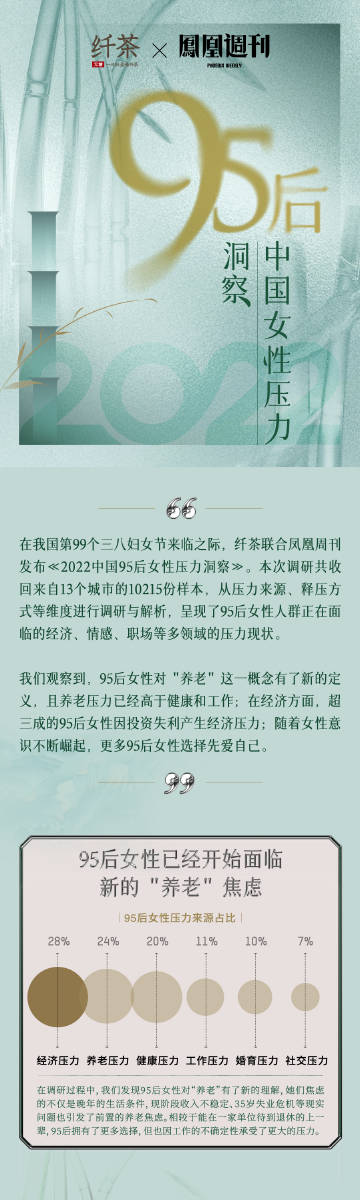 纤茶
鳳凰週刊
PHOENIX WEEKLY
95后
中国女性压力
洞察
2022
在我国第99个三八妇女节来临之际，纤茶联合凤凰周刊
发布≪2022中国95后女性压力洞察≫。本次调研共收
回来自13个城市的10215份样本，从压力来源、释压方
式等维度进行调研与解析，呈现了95后女性人群正在面
临的经济、情感、职场等多领域的压力现状。
我们观察到，95后女性对"养老"这一概念有了新的定
义，且养老压力已经高于健康和工作；在经济方面，超
三成的95后女性因投资失利产生经济压力；随着女性意
识不断崛起，更多95后女性选择先爱自己。
95后女性已经开始面临
新的"养老"焦虑
95后女性压力来源占比
28% 24% 20% 11% 10% 7%
经济压力 养老压力 健康压力 工作压力 婚育压力 社交压力
在调研过程中，我们发现95后女性对"养老"有了新的理解，她们焦虑
的不仅是晚年的生活条件，现阶段收入不稳定、35岁失业危机等现实
问题也引发了前置的养老焦虑。相较于能在一家单位待到退休的上一
辈，95后拥有了更多选择，但也因工作的不确定性承受了更大的压力。